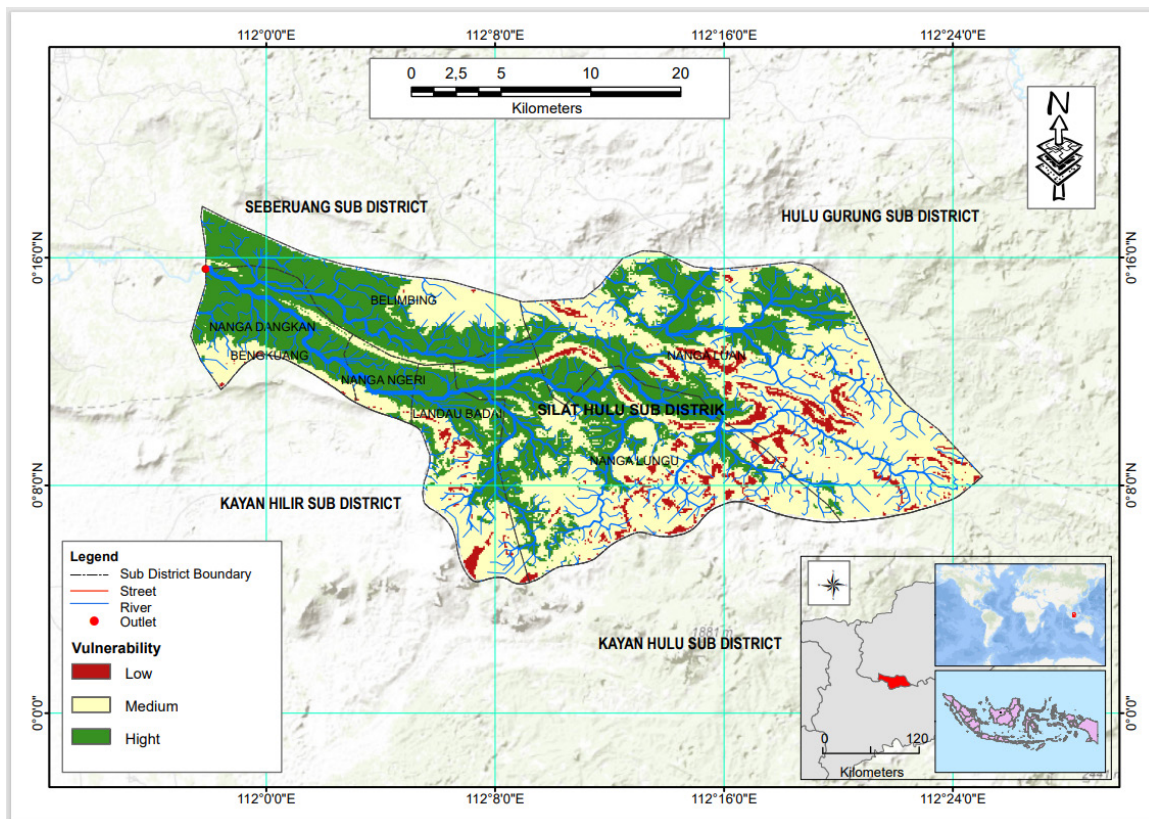 112°0'0"E
112°8'0"E
112°16'0"E
112°24'0"E
0 2,5 5 10 20
Kilometers
N
SEBERUANG SUB DISTRICT
HULU GURUNG SUB DISTRICT
0°16'0"N
0°16'0"N
BELIMBING
NANGA DANGKAN
BENGKUANG
NANGA LUAN
NANGA NGERI
LANDAU BADAI
SILAT HULU SUB DISTRIK
NANGA LUNGU
0°8'0"N
0°8'0"N
KAYAN HILIR SUB DISTRICT
KAYAN HULU SUB DISTRICT
1881 m
Legend
Sub District Boundary
Street
River
Outlet
Vulnerability
Low
Medium
Hight
0°0'0"
0°0'0"
0 120
Kilometers
112°0'0"E
112°8'0"E
112°16'0"E
112°24'0"E